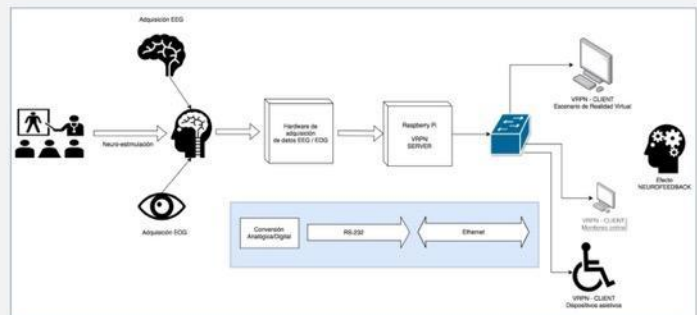 Adquisición EEG
Neuro-estimulación
Adquisición EOG
Hardware de
adquisición
de datos EEG / EOG
Raspberry Pi
VRPN
SERVER
VRPN - CLIENT
Escenario de Realidad Virtual
Efecto
NEUROFEEDBACK
VRPN - CLIENT
Monitoreo online
VRPN - CLIENT
Dispositivos asistivos
Conversión
Analógica/Digital
RS-232
Ethernet